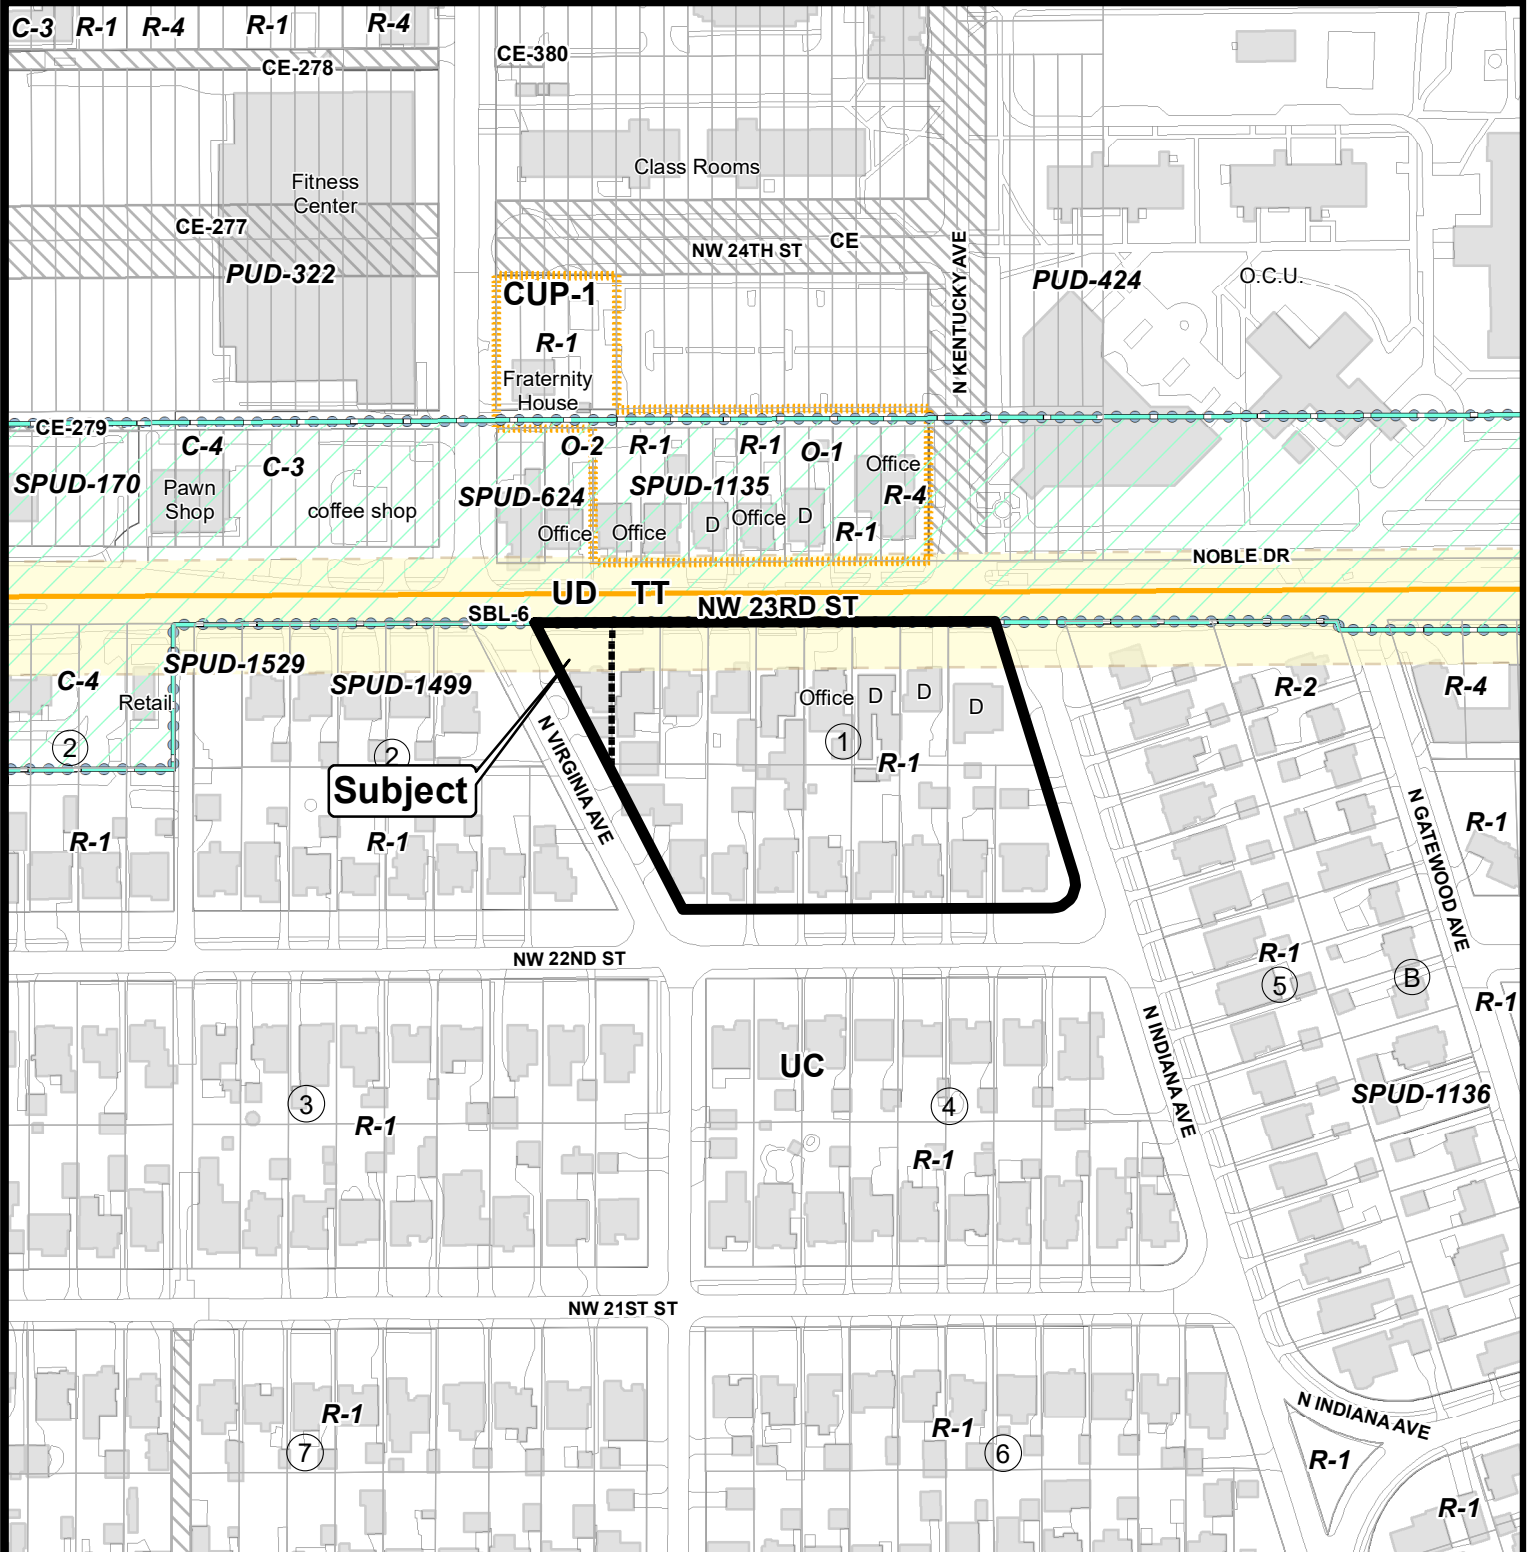 C-3 R-1 R-4 R-1 R-4
CE-278
CE-380
Class Rooms
Fitness
Center
CE-277
NW 24TH ST CE
PUD-322
N KENTUCKY AVE
PUD-424
O.C.U.
CUP-1
R-1
Fraternity
House
CE-279
C-4
C-3
SPUD-170
Pawn
Shop
coffee shop
O-2 R-1 R-1 O-1
SPUD-624
SPUD-1135
Office
R-4
Office Office D Office D
R-1
NOBLE DR
UD TT
SBL-6
NW 23RD ST
SPUD-1529
C-4
SPUD-1499
Retail
2
2
N VIRGINIA AVE
Subject
Office D D D
1
R-1
R-2
R-4
R-1
R-1
N GATEWOOD AVE
R-1
NW 22ND ST
R-1
5
B
R-1
N INDIANA AVE
UC
3
R-1
4
R-1
SPUD-1136
NW 21ST ST
R-1
7
R-1
6
N INDIANA AVE
R-1
R-1